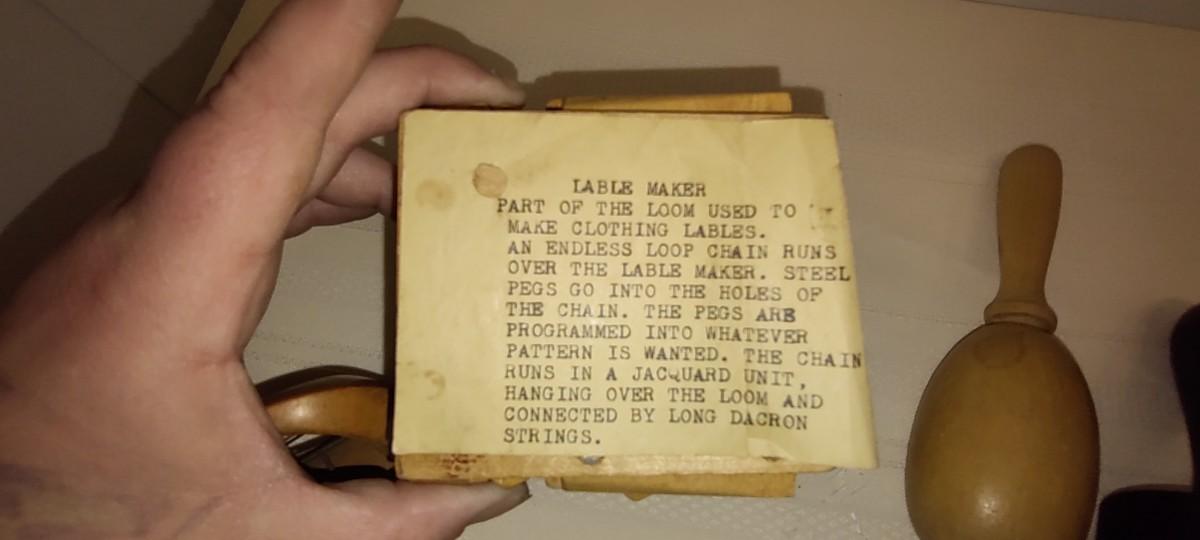 LABLE MAKER
PART OF THE LOOM USED TO
MAKE CLOTHING LABLES.
AN ENDLESS LOOP CHAIN RUNS
OVER THE LABLE MAKER. STEEL
PEGS GO INTO THE HOLES OF
THE CHAIN. THE PEGS ARE
PROGRAMMED INTO WHATEVER
PATTERN IS WANTED. THE CHAIN
RUNS IN A JACQUARD UNIT,
HANGING OVER THE LOOM AND
CONNECTED BY LONG DACRON
STRINGS.